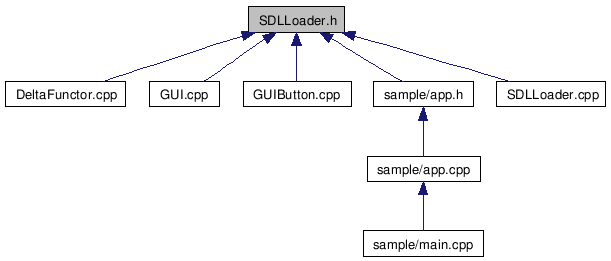 SDLLoader.h
DeltaFunctor.cpp
GUI.cpp
GUIButton.cpp
sample/app.h
SDLLoader.cpp
sample/app.cpp
sample/main.cpp